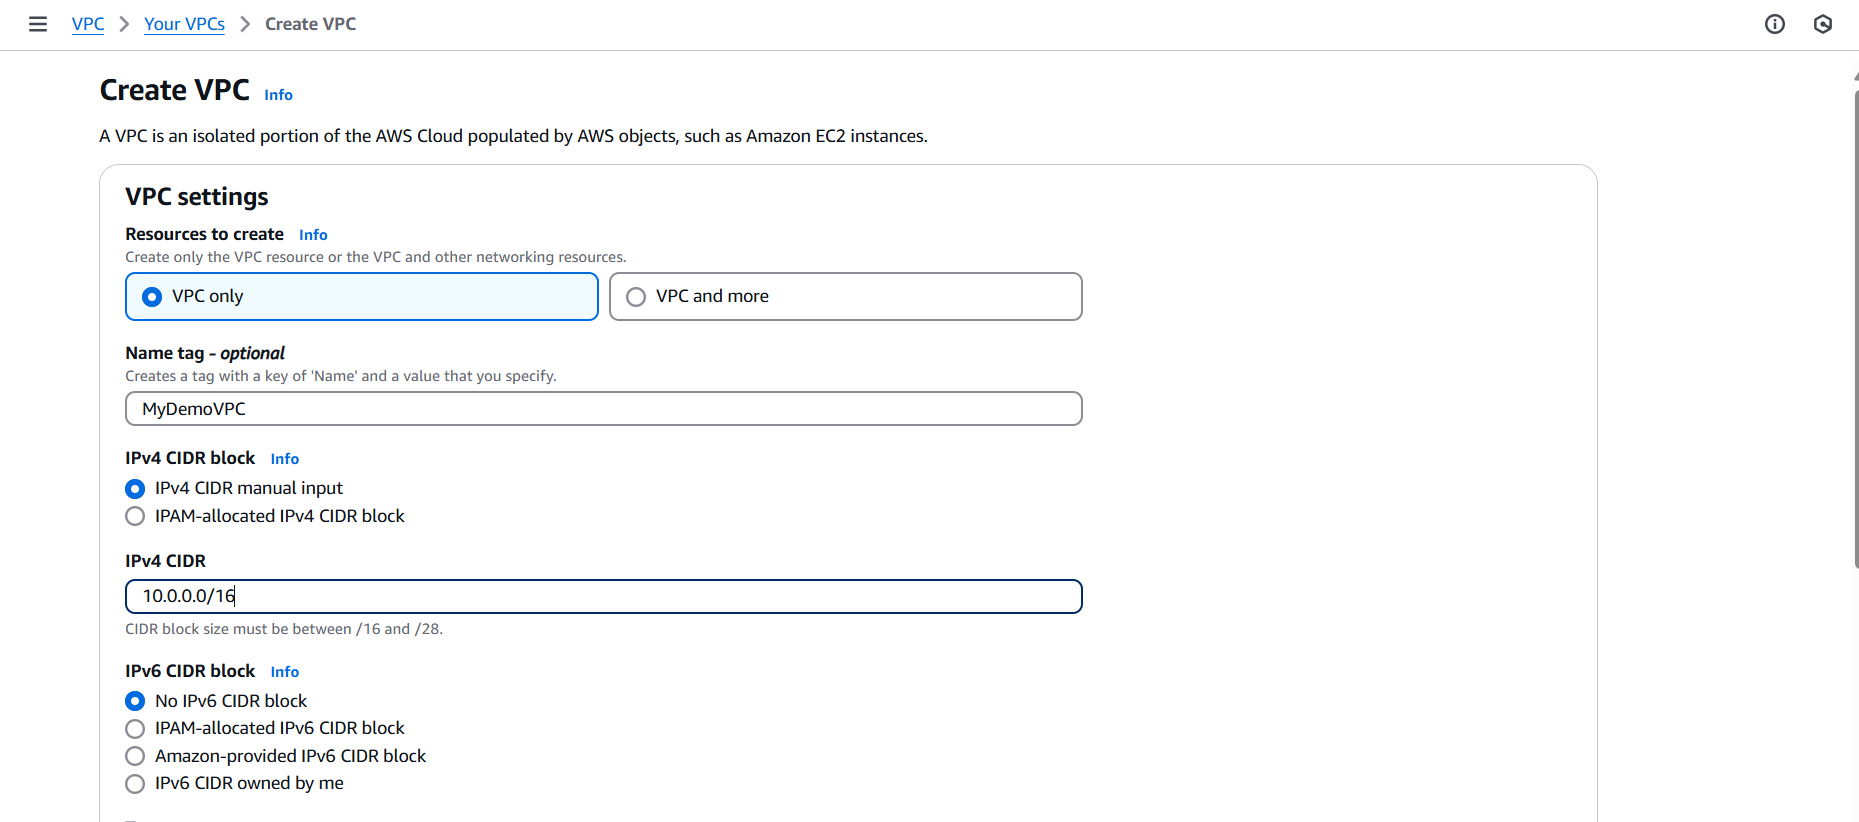 VPC > Your VPCs > Create VPC
Create VPC Info
A VPC is an isolated portion of the AWS Cloud populated by AWS objects, such as Amazon EC2 instances.
VPC settings
Resources to create Info
Create only the VPC resource or the VPC and other networking resources.
VPC only
VPC and more
Name tag - optional
Creates a tag with a key of 'Name' and a value that you specify.
MyDemoVPC
IPv4 CIDR block Info
IPv4 CIDR manual input
IPAM-allocated IPv4 CIDR block
IPv4 CIDR
10.0.0.0/16
CIDR block size must be between /16 and /28.
IPv6 CIDR block Info
No IPv6 CIDR block
IPAM-allocated IPv6 CIDR block
Amazon-provided IPv6 CIDR block
IPv6 CIDR owned by me